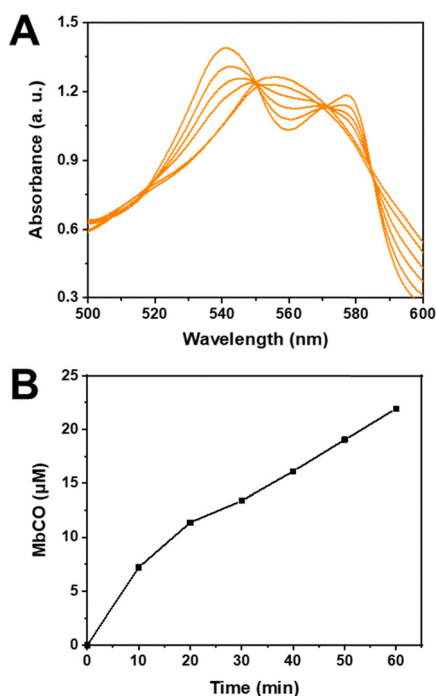 A
1.5
1.2
0.9
0.6
0.3
Absorbance (a. u.)
500 520 540 560 580 600
Wavelength (nm)
B
25
20
15
10
5
0
MbCO (μM)
0 10 20 30 40 50 60
Time (min)